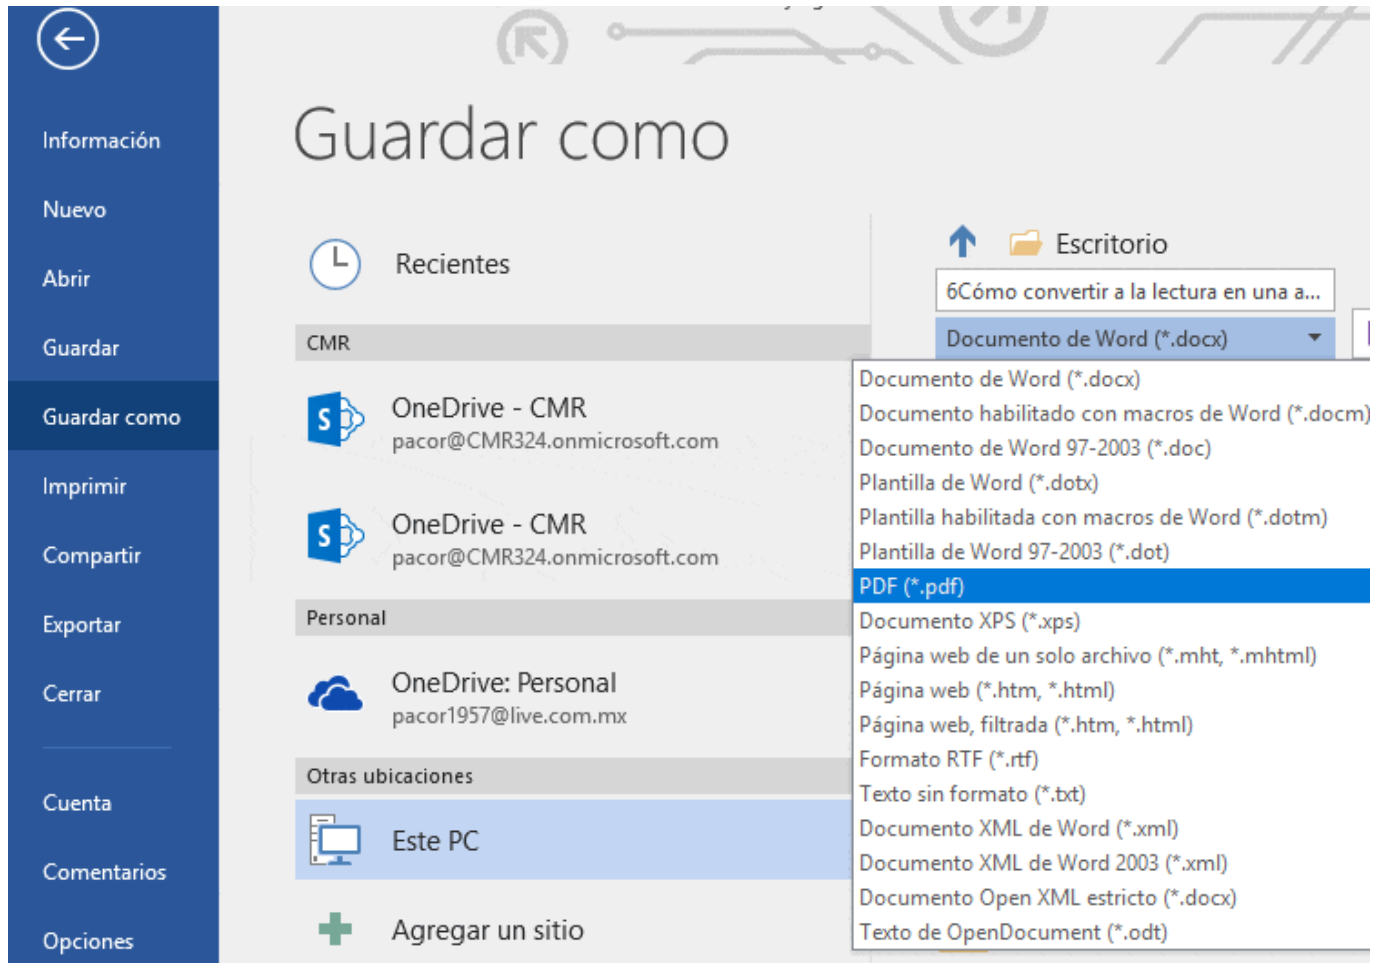 Información
Nuevo
Abrir
Guardar
Guardar como
Imprimir
Compartir
Exportar
Cerrar
Cuenta
Comentarios
Opciones
Guardar como
Recientes
CMR
OneDrive - CMR
pacor@CMR324.onmicrosoft.com
OneDrive - CMR
pacor@CMR324.onmicrosoft.com
Personal
OneDrive: Personal
pacor1957@live.com.mx
Otras ubicaciones
Este PC
Agregar un sitio
Escritorio
6Cómo convertir a la lectura en una a...
Documento de Word (*.docx)
Documento de Word (*.docx)
Documento habilitado con macros de Word (*.docm)
Documento de Word 97-2003 (*.doc)
Plantilla de Word (*.dotx)
Plantilla habilitada con macros de Word (*.dotm)
Plantilla de Word 97-2003 (*.dot)
PDF (*.pdf)
Documento XPS (*.xps)
Página web de un solo archivo (*.mht, *.mhtml)
Página web (*.htm, *.html)
Página web, filtrada (*.htm, *.html)
Formato RTF (*.rtf)
Texto sin formato (*.txt)
Documento XML de Word (*.xml)
Documento XML de Word 2003 (*.xml)
Documento Open XML estricto (*.docx)
Texto de OpenDocument (*.odt)